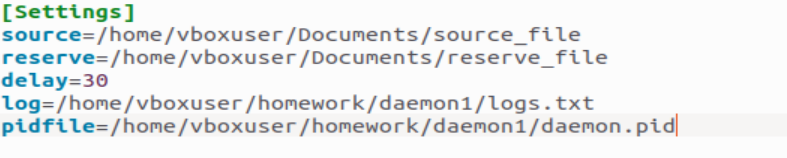 [Settings]
source=/home/vboxuser/Documents/source_file
reserve=/home/vboxuser/Documents/reserve_file
delay=30
log=/home/vboxuser/homework/daemon1/logs.txt
pidfile=/home/vboxuser/homework/daemon1/daemon.pid